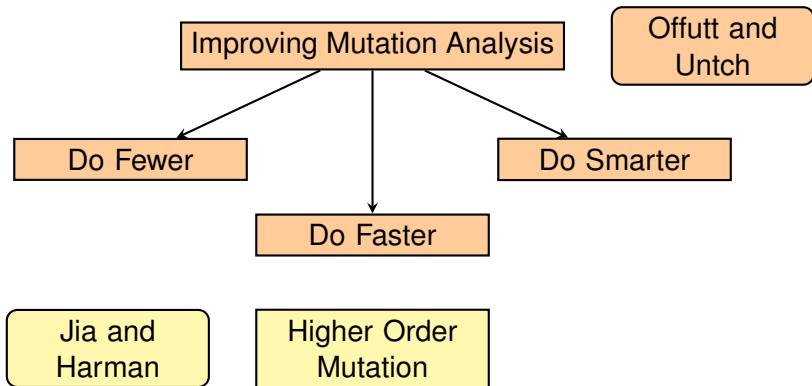 Improving Mutation Analysis
Offutt and
Untch
Do Fewer
Do Smarter
Do Faster
Jia and
Harman
Higher Order
Mutation